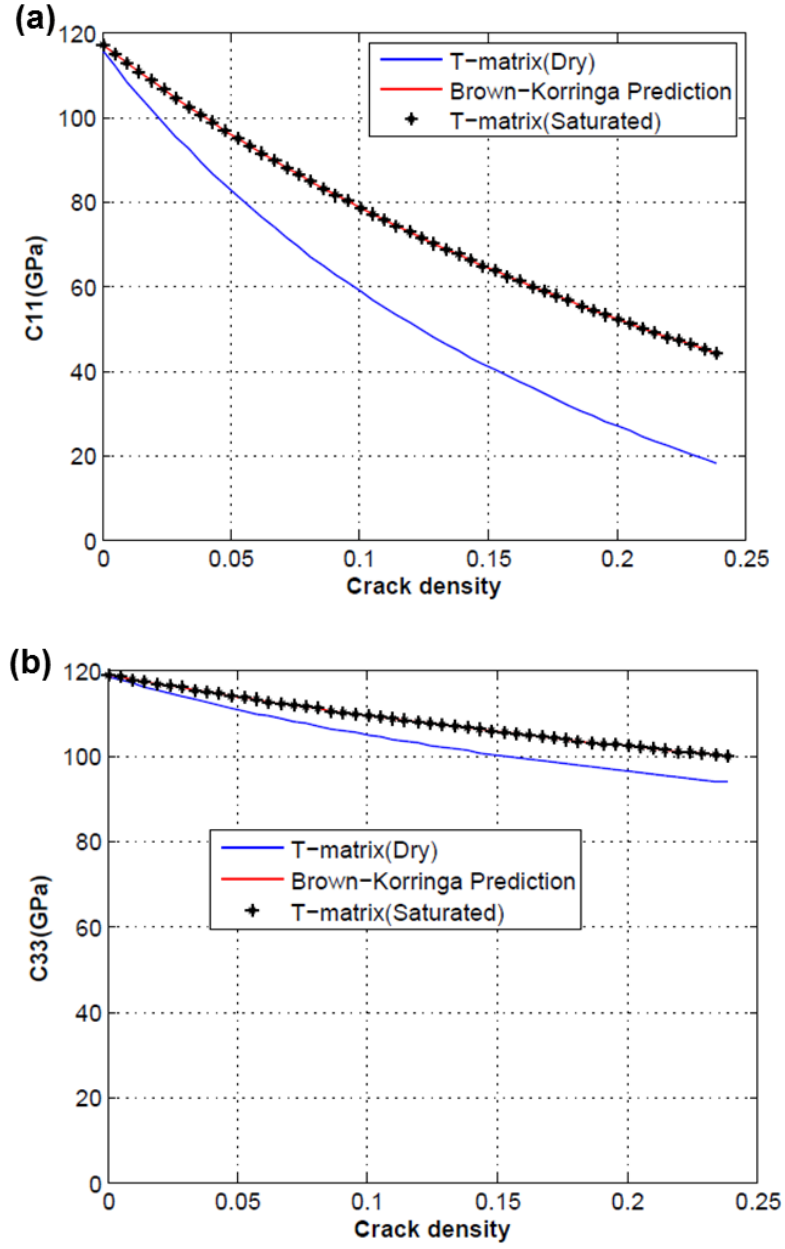 (a)
120
100
80
60
40
20
0
C11(GPa)
T-matrix(Dry)
Brown-Korringa Prediction
T-matrix(Saturated)
0 0.05 0.1 0.15 0.2 0.25
Crack density
(b)
120
100
80
60
40
20
0
C33(GPa)
T-matrix(Dry)
Brown-Korringa Prediction
T-matrix(Saturated)
0 0.05 0.1 0.15 0.2 0.25
Crack density